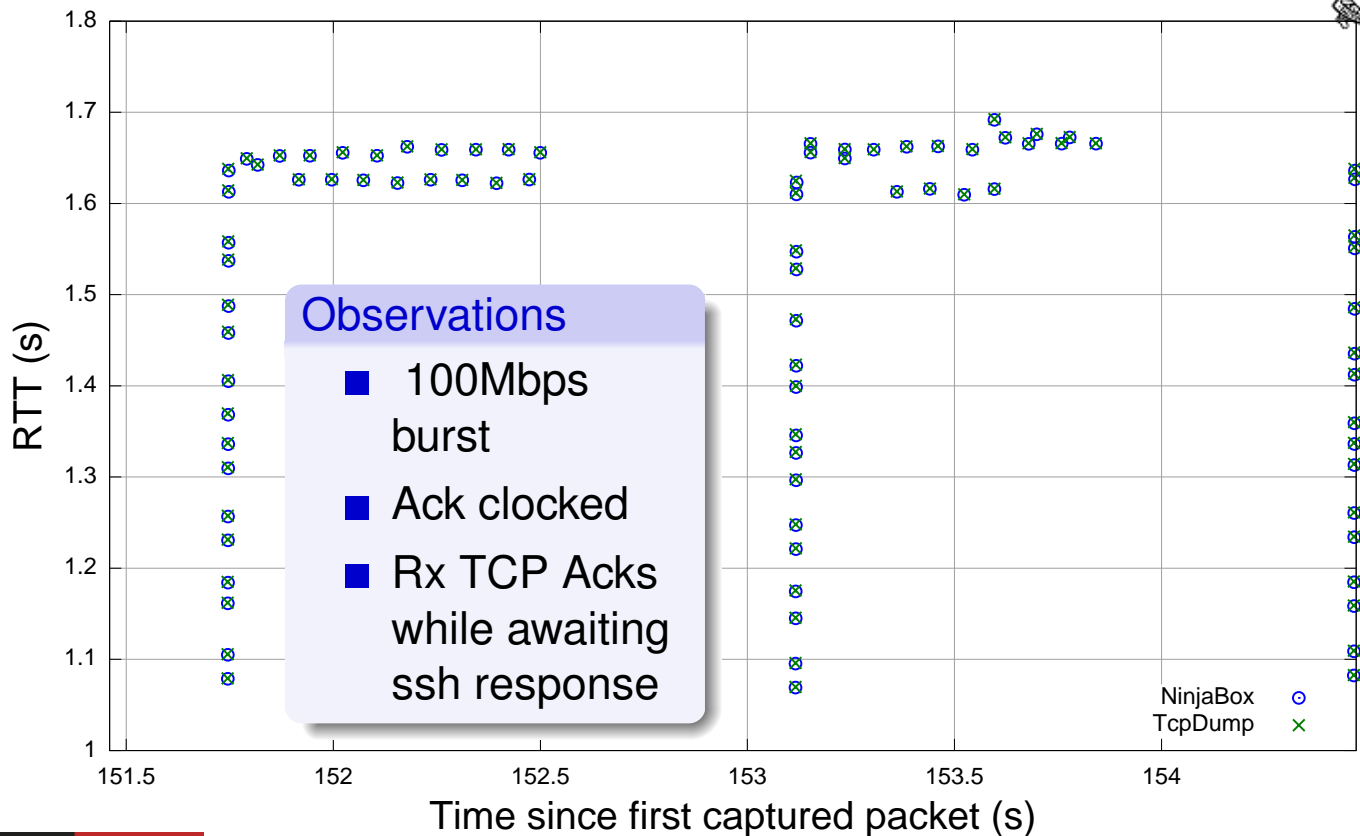 1.8
1.7
1.6
1.5
1.4
1.3
1.2
1.1
1
RTT (s)
Observations
100Mbps
burst
Ack clocked
Rx TCP Acks
while awaiting
ssh response
NinjaBox
TcpDump
151.5 152 152.5 153 153.5 154
Time since first captured packet (s)